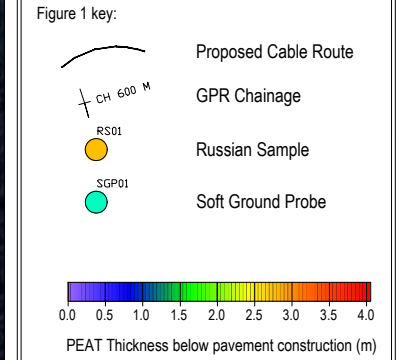 Figure 1 key:
Proposed Cable Route
CH 600 M
GPR Chainage
RS01
Russian Sample
SGP01
Soft Ground Probe
0.0 0.5 1.0 1.5 2.0 2.5 3.0 3.5 4.0
PEAT Thickness below pavement construction (m)